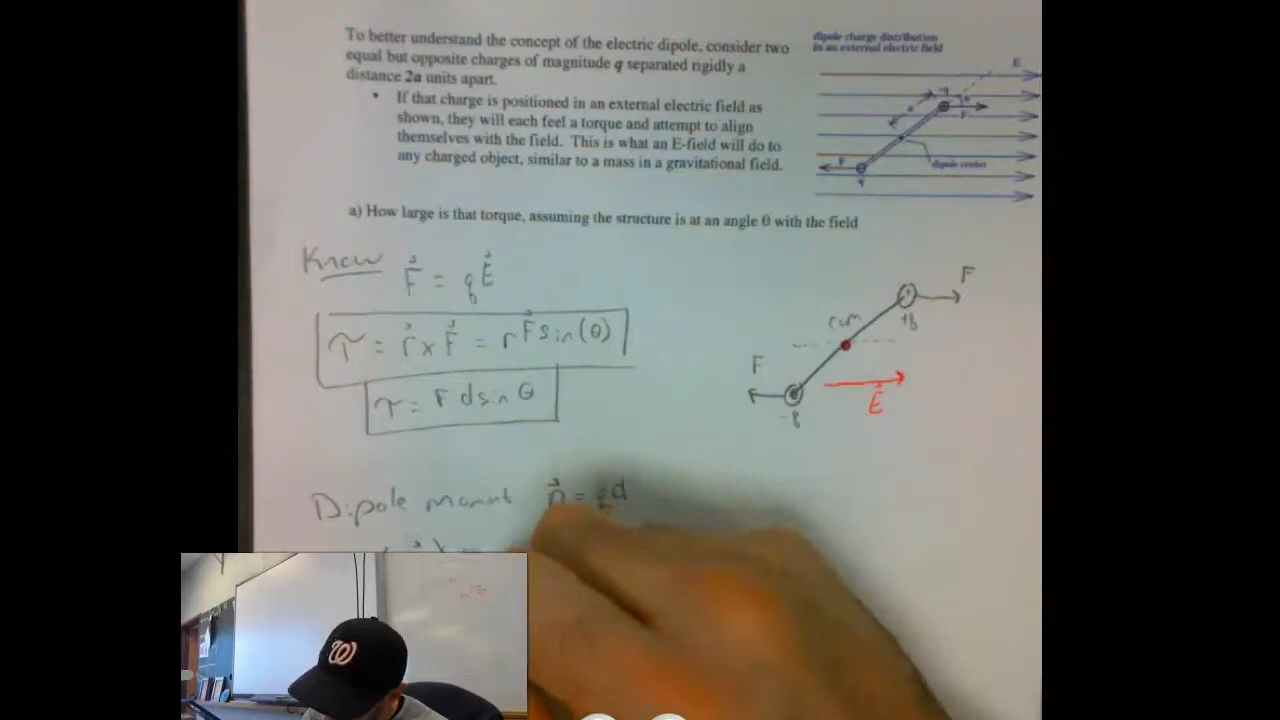 To better understand the concept of the electric dipole, consider two
equal but opposite charges of magnitude q separated rigidly a
distance 2a units apart.
• If that charge is positioned in an external electric field as
shown, they will each feel a torque and attempt to align
themselves with the field. This is what an E-field will do to
any charged object, similar to a mass in a gravitational field.
dipole charge distribution
in an external electric field
E
a
F
dipole center
F
q
a) How large is that torque, assuming the structure is at an angle θ with the field
Know F⃗ = qE⃗
τ = r⃗ x F⃗ = rFsin(θ)
τ = Fdsinθ
F
+q
com
F
-q
E⃗
Dipole moment = qd
W